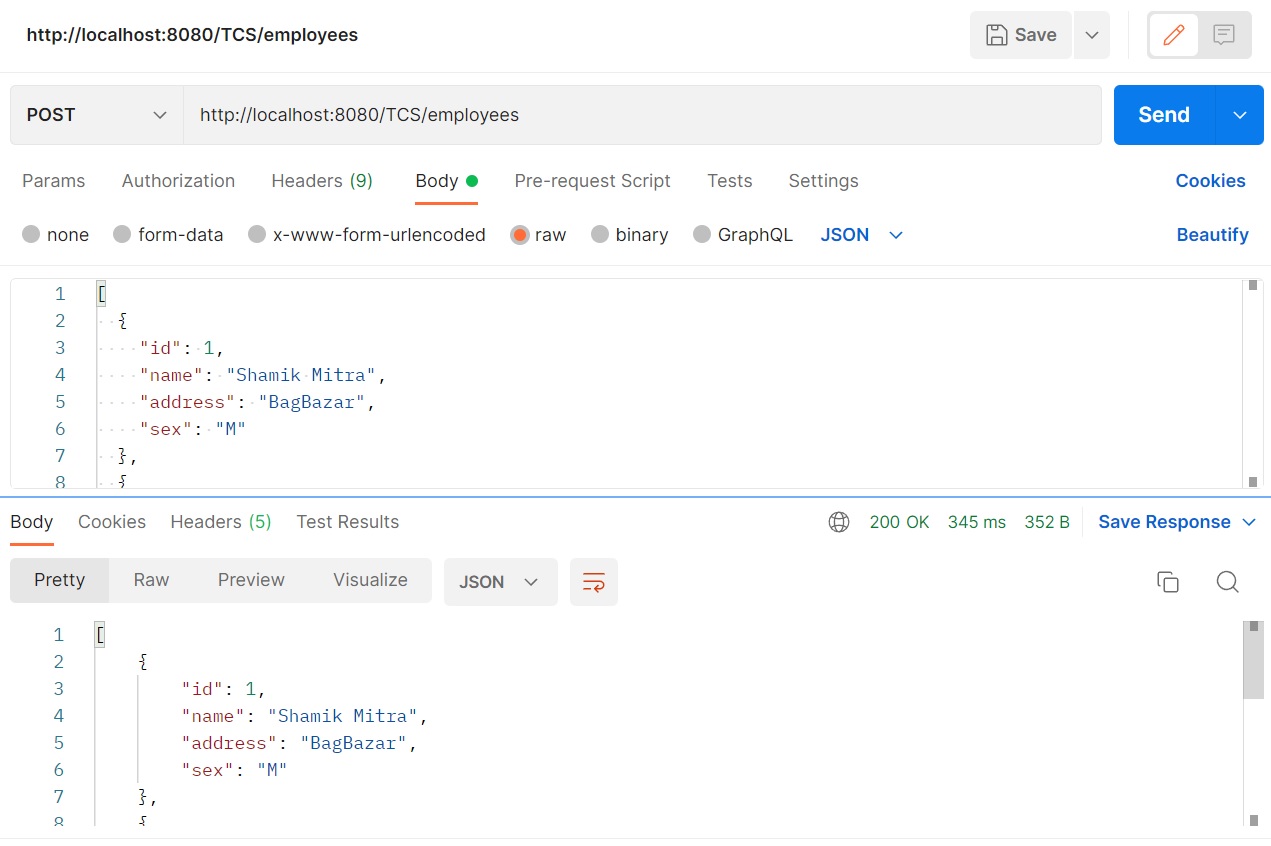 http://localhost:8080/TCS/employees
Save
POST
http://localhost:8080/TCS/employees
Send
Params Authorization Headers (9) Body Pre-request Script Tests Settings Cookies
none form-data x-www-form-urlencoded raw binary GraphQL JSON Beautify
1 [
2 {
3 "id": 1,
4 "name": "Shamik Mitra",
5 "address": "BagBazar",
6 "sex": "M"
7 },
8 {
Body Cookies Headers (5) Test Results 200 OK 345 ms 352 B Save Response
Pretty Raw Preview Visualize JSON
1 [
2 {
3 "id": 1,
4 "name": "Shamik Mitra",
5 "address": "BagBazar",
6 "sex": "M"
7 },
8 {